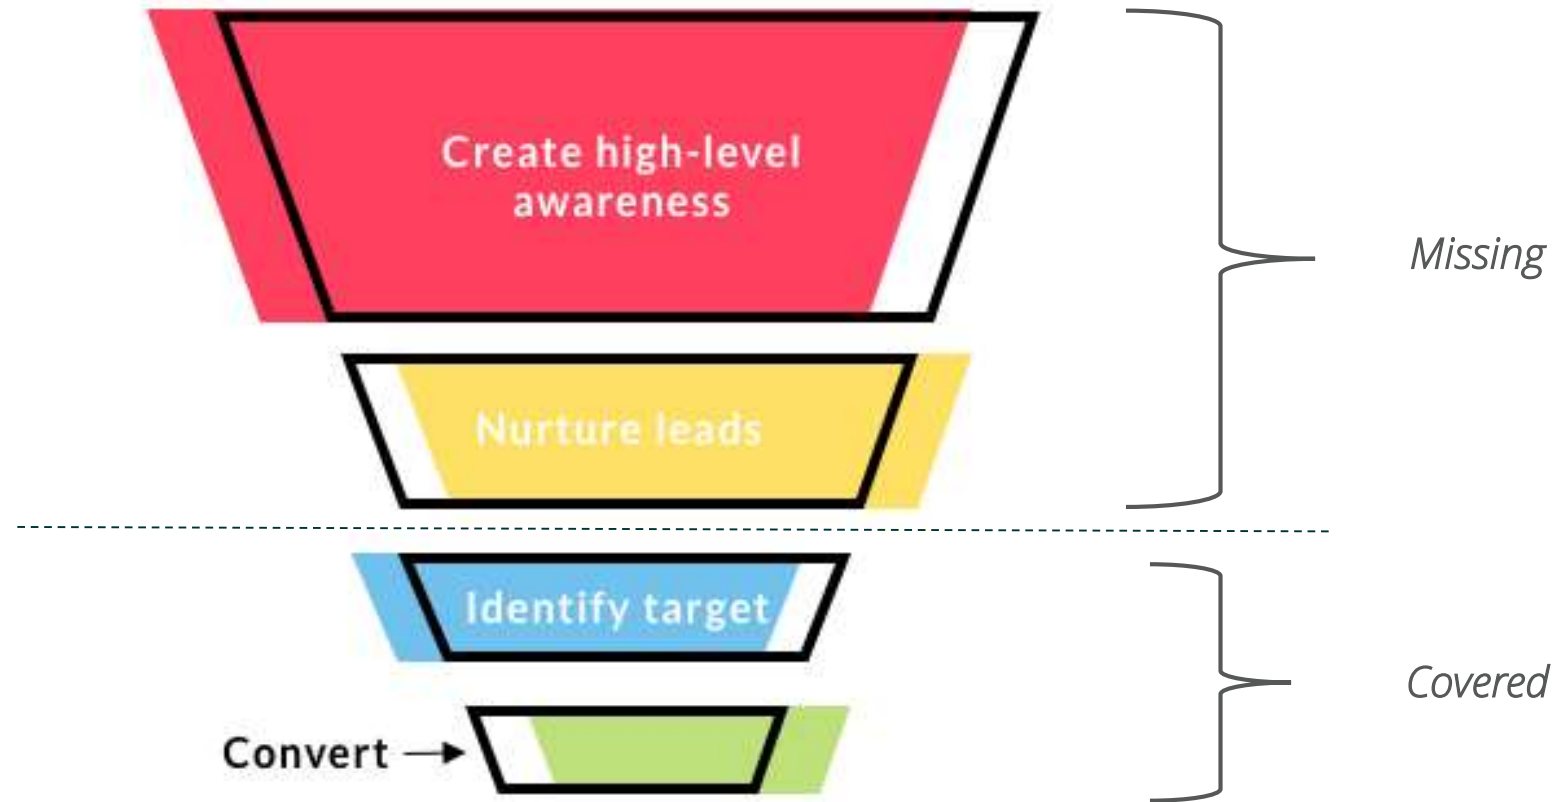 Create high-level
awareness
Missing
Nurture leads
Identify target
Covered
Convert